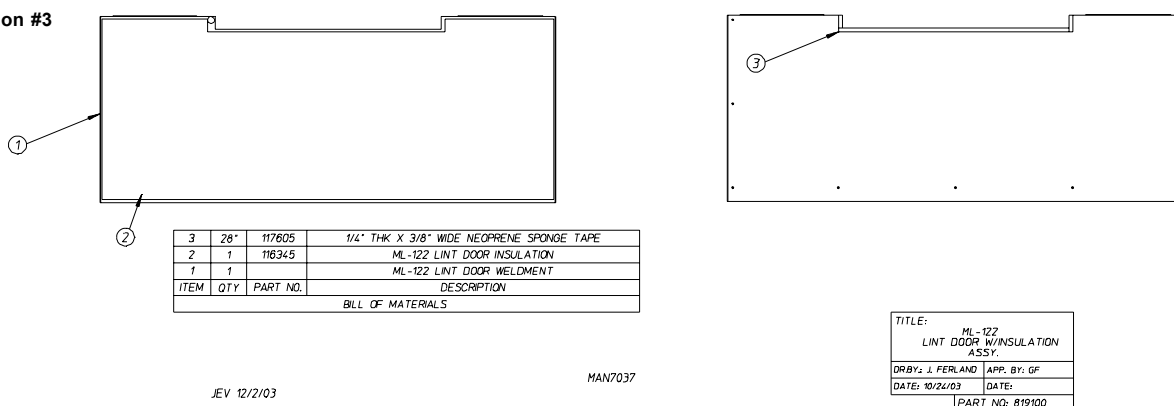 on #3
1
2
3
3 28" 117605 1/4" THK X 3/8" WIDE NEOPRENE SPONGE TAPE
2 1 116345 ML-122 LINT DOOR INSULATION
1 1 ML-122 LINT DOOR WELDMENT
ITEM QTY PART NO. DESCRIPTION
BILL OF MATERIALS
JEV 12/2/03
MAN7037
TITLE:
ML-122
LINT DOOR W/INSULATION
ASSY.
DR.BY.: J. FERLAND APP. BY: GF
DATE: 10/24/03 DATE:
PART NO: 819100